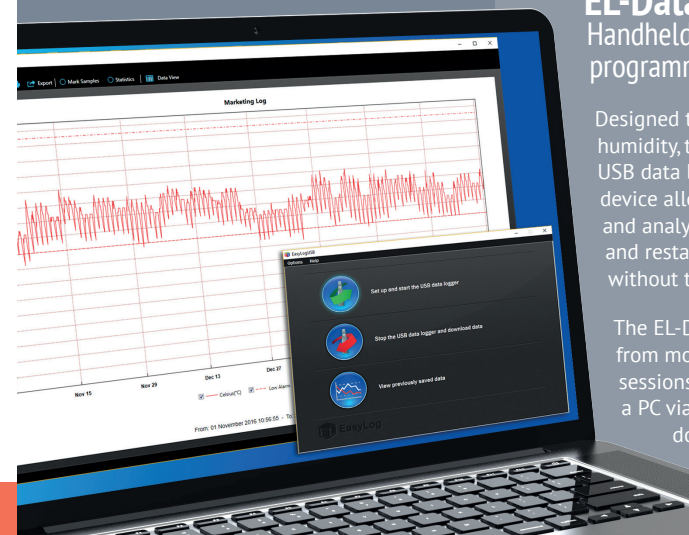 EL-Data
Handheld
programm
Designed t
humidity, t
USB data l
device allo
and analy
and resta
without t
The EL-D
from mo
sessions
a PC via
do
Export Mark Samples Statistics Data View
Marketing Log
Nov 15 Nov 29 Dec 13 Dec 27
Celsius(°C) Low Alarm
From: 01 November 2016 10:56:55 - To:
EasyLogUSB
Options Help
Set up and start the USB data logger
Stop the USB data logger and download data
View previously saved data
EasyLog